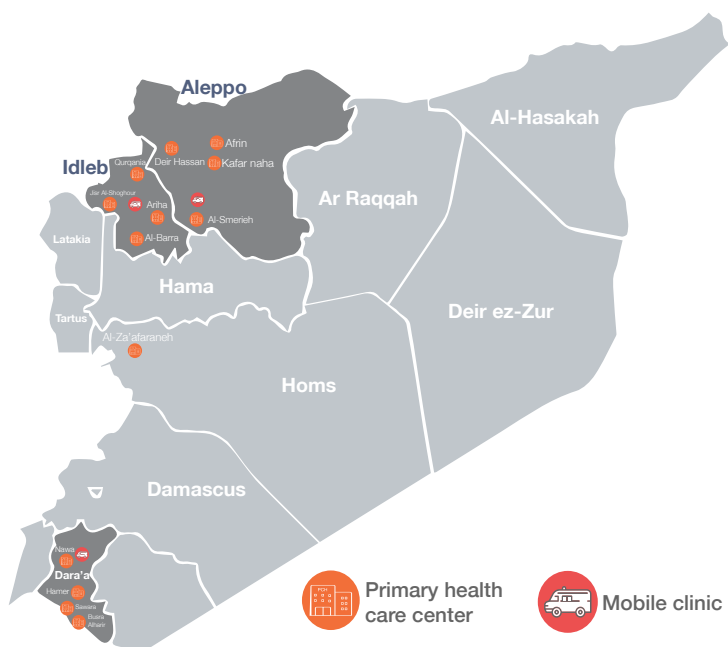 Aleppo
Al-Hasakah
Afrin
Deir Hassan
Kafar naha
Idleb
Qurqania
Jisr Al-Shoghour
Ariha
Al-Smerieh
Al-Barra
Ar Raqqah
Latakia
Hama
Tartus
Deir ez-Zur
Al-Za'afaraneh
Homs
Damascus
Nawa
Dara'a
Hamer
Sawara
Busra
Alharir
PCH
Primary health
care center
Mobile clinic